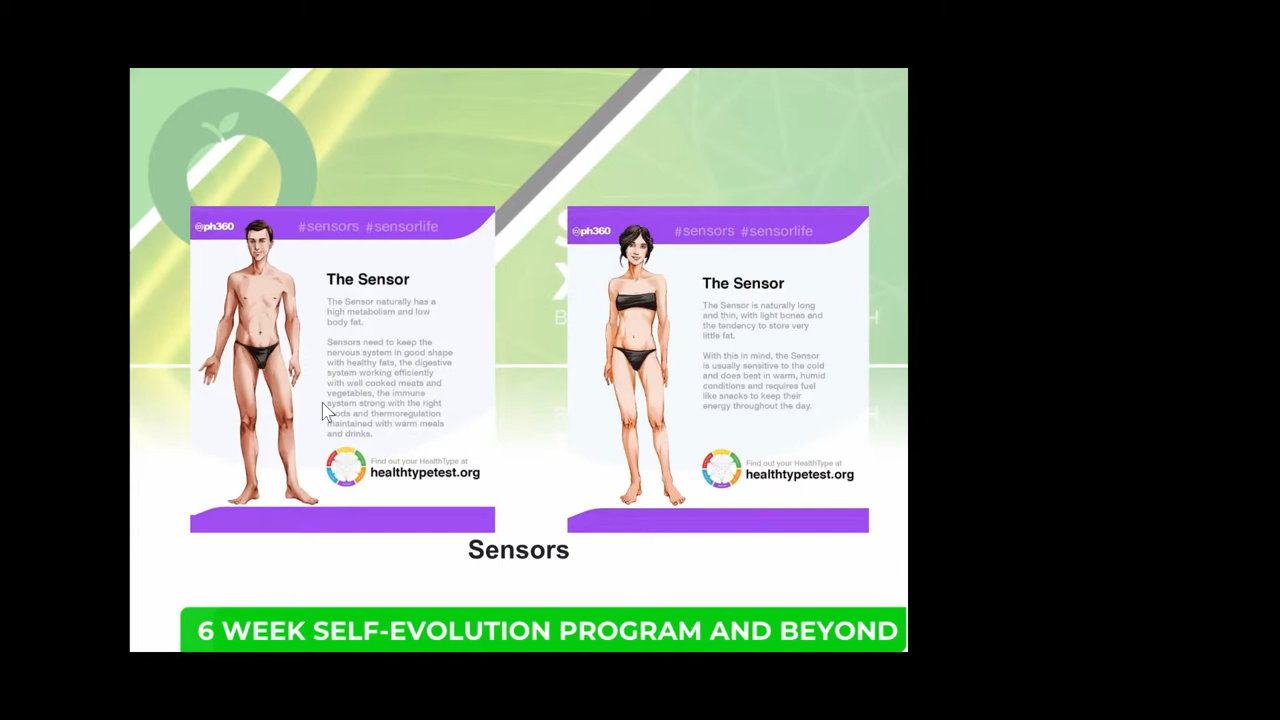 ph360
#sensors #sensorlife
The Sensor
The Sensor naturally has a
high metabolism and low
body fat.
Sensors need to keep the
nervous system in good shape
with healthy fats, the digestive
system working efficiently
with well cooked meats and
vegetables, the immune
system strong with the right
and thermoregulation
maintained with warm meals
and drinks.
Find out your HealthType at
healthtypetest.org
ph360
#sensors #sensorlife
The Sensor
The Sensor is naturally long
and thin, with light bones and
the tendency to store very
little fat.
With this in mind, the Sensor
is usually sensitive to the cold
and does best in warm, humid
conditions and requires fuel
like snacks to keep their
energy throughout the day.
Find out your HealthType at
healthtypetest.org
Sensors
6 WEEK SELF-EVOLUTION PROGRAM AND BEYOND